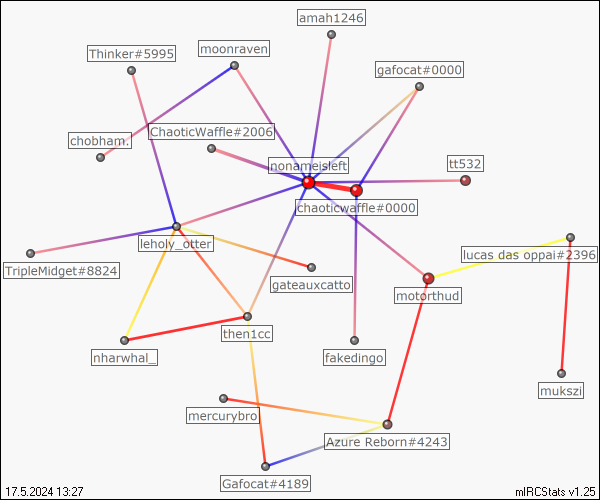 amah1246
Thinker#5995
moonraven
gafocat#0000
chobham.
ChaoticWaffle#2006
nonameisleft
tt532
chaoticwaffle#0000
leholy_otter
lucas das oppai#2396
TripleMidget#8824
gateauxcatto
motorthud
then1cc
nharwhal_
fakedingo
mukszi
mercurybro
Azure Reborn#4243
Gafocat#4189
17.5.2024 13:27
mIRCStats v1.25